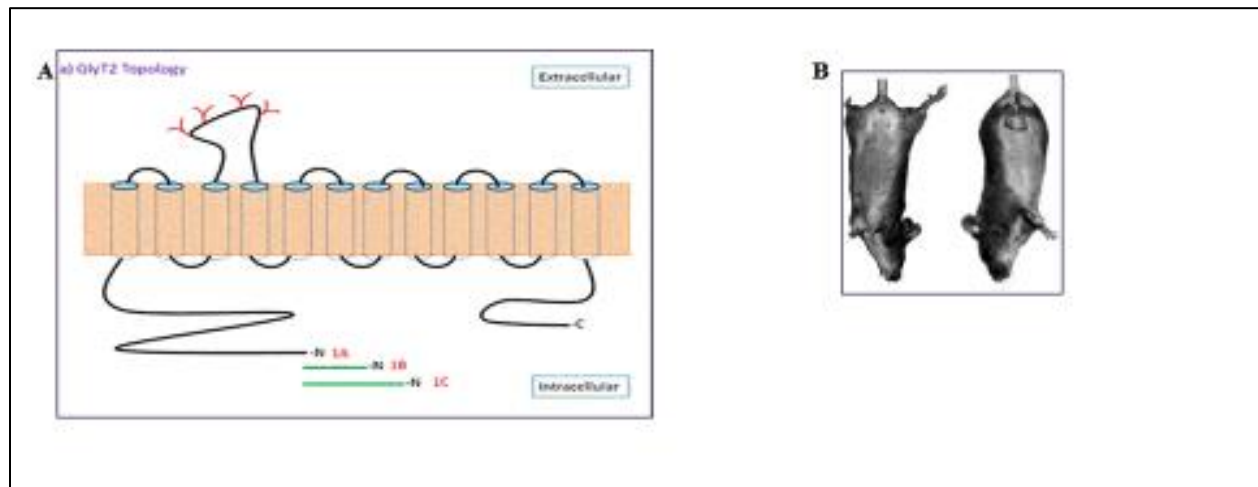 A
a) GlyT2 Topology
Extracellular
-C
-N 1A
-N 1B
-N 1C
Intracellular
B